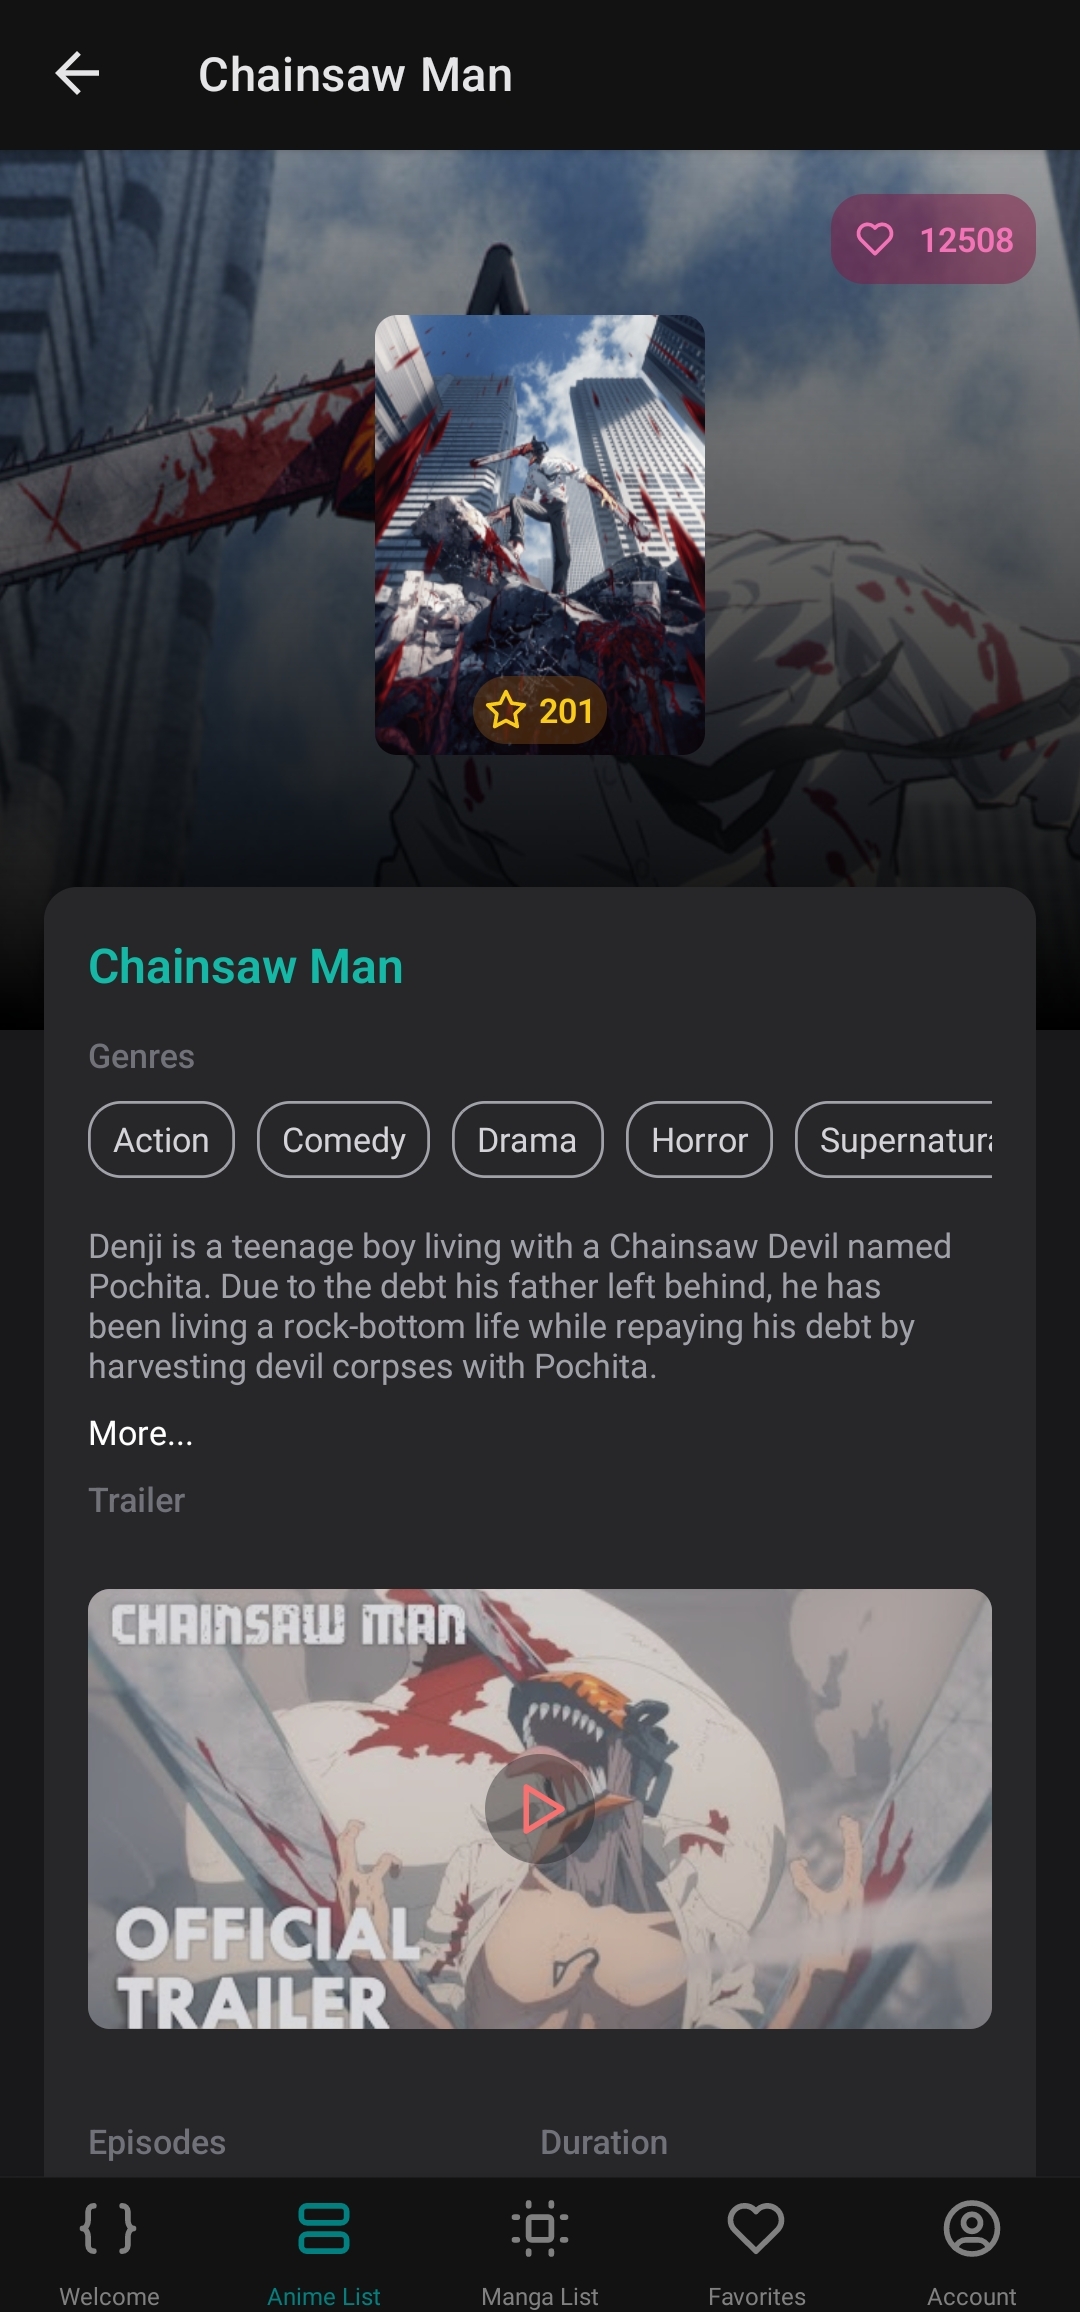 Chainsaw Man
12508
201
Chainsaw Man
Genres
Action Comedy Drama Horror Supernatura
Denji is a teenage boy living with a Chainsaw Devil named
Pochita. Due to the debt his father left behind, he has
been living a rock-bottom life while repaying his debt by
harvesting devil corpses with Pochita.
More...
Trailer
CHAINSAW MAN
OFFICIAL
TRAILER
Episodes Duration
Welcome Anime List Manga List Favorites Account